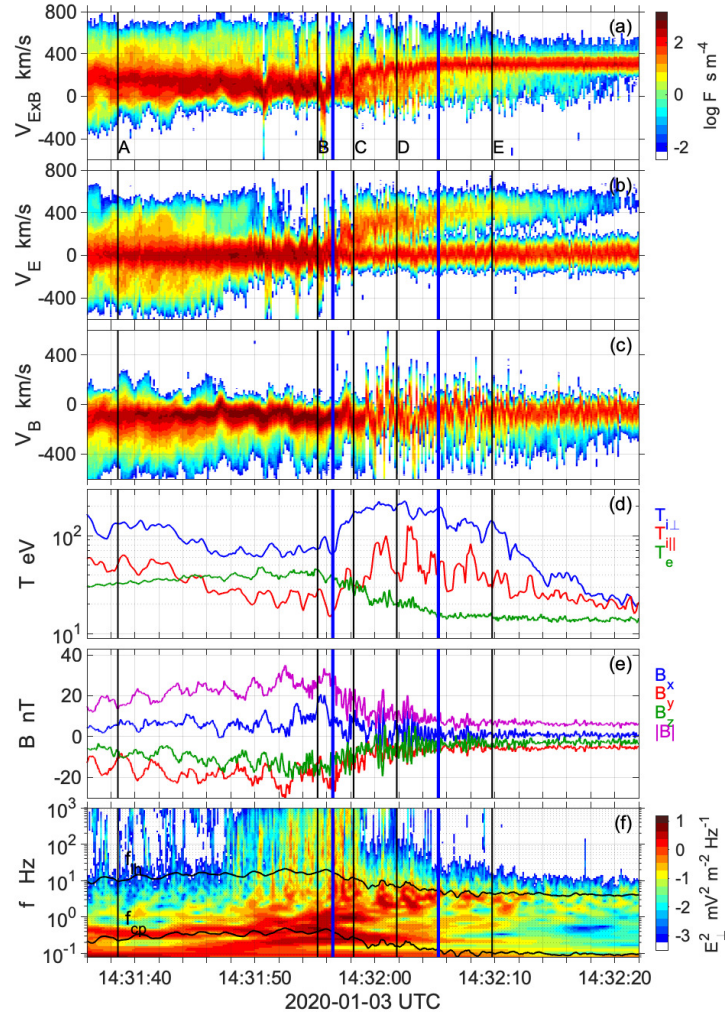 800
400
0
-400
V_ExB km/s
(a)
A
B
C
D
E
2
0
-2
log F s m^-4
800
400
0
-400
V_E km/s
(b)
400
0
-400
V_B km/s
(c)
10^2
10^1
T eV
(d)
T_i⊥
T_i||
T_e
40
20
0
-20
B nT
(e)
B_x
B_y
B_z
|B|
10^3
10^2
10^1
10^0
10^-1
f Hz
(f)
f_lh
f_cp
1
0
-1
-2
-3
E_⊥^2 mV^2 m^-2 Hz^-1
14:31:40
14:31:50
14:32:00
14:32:10
14:32:20
2020-01-03 UTC